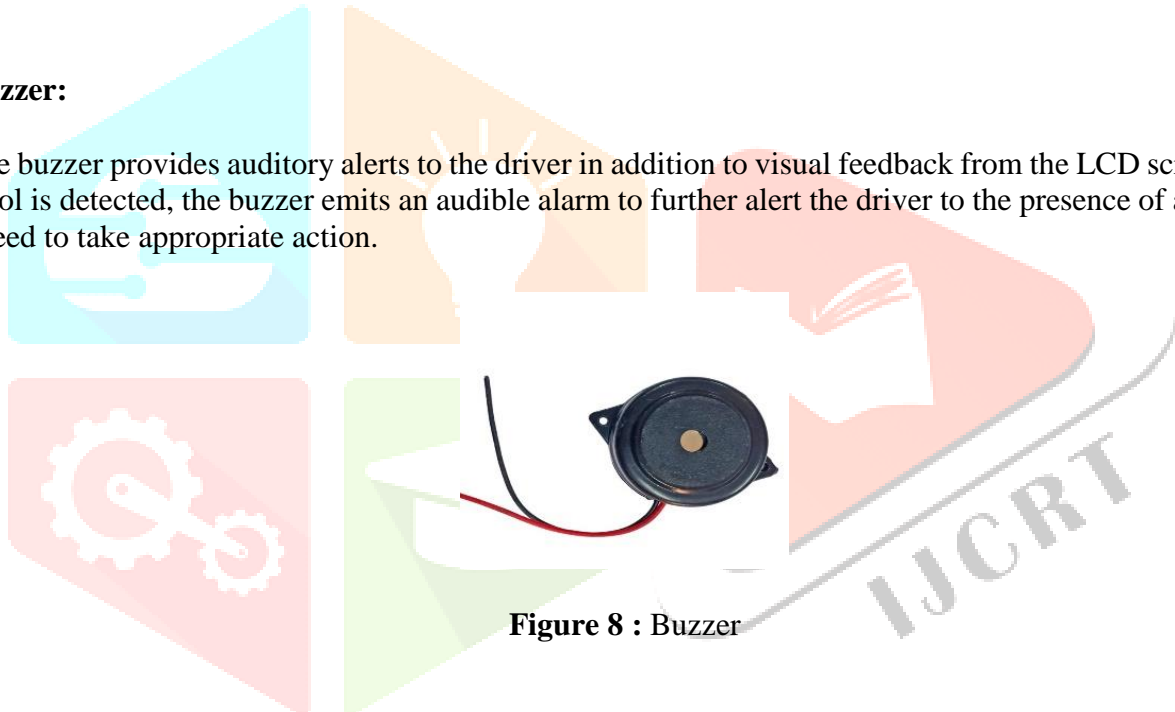 zzer:
e buzzer provides auditory alerts to the driver in addition to visual feedback from the LCD sc
ol is detected, the buzzer emits an audible alarm to further alert the driver to the presence of a
eed to take appropriate action.
Figure 8 : Buzzer
IJCRT